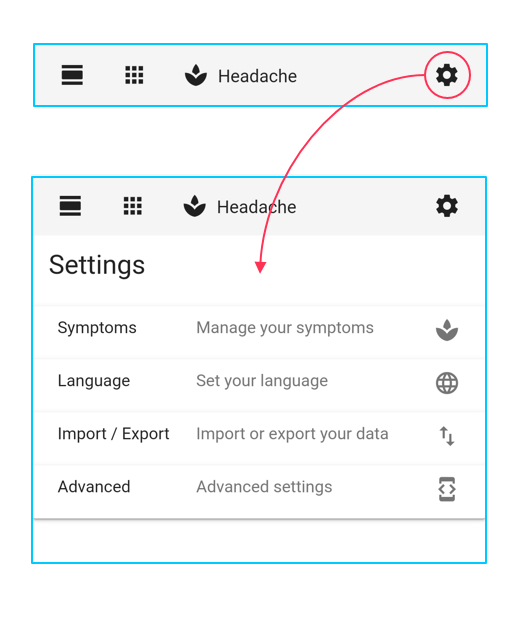 Headache
Headache
Settings
Symptoms Manage your symptoms
Language Set your language
Import / Export Import or export your data
Advanced Advanced settings